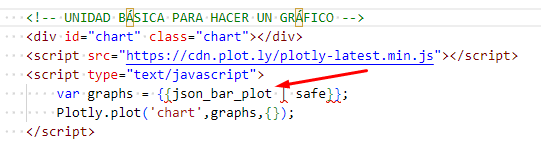 <!-- UNIDAD BÁSICA PARA HACER UN GRÁFICO -->
<div id="chart" class="chart"></div>
<script src="https://cdn.plot.ly/plotly-latest.min.js"></script>
<script type="text/javascript">
var graphs = {{json_bar_plot | safe}};
Plotly.plot('chart',graphs,{});
</script>